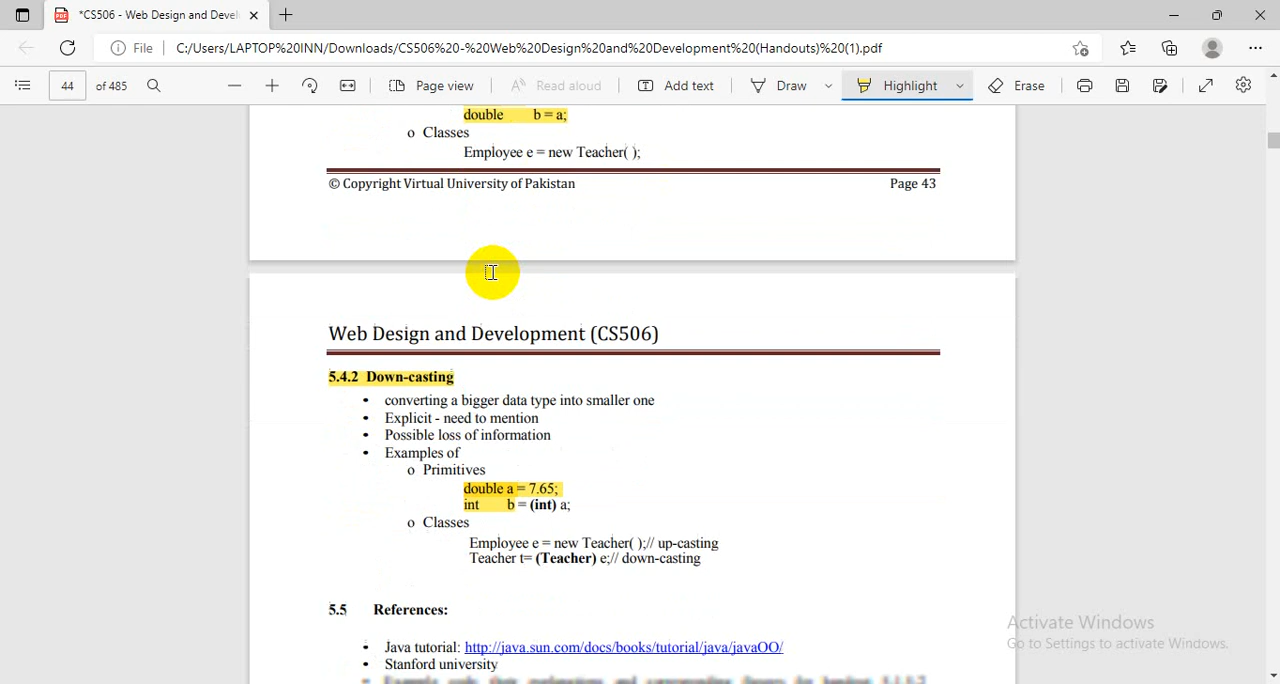 *CS506 - Web Design and Devel
File
C:/Users/LAPTOP%20INN/Downloads/CS506%20-%20Web%20Design%20and%20Development%20(Handouts)%20(1).pdf
44 of 485
Page view
Read aloud
Add text
Draw
Highlight
Erase
double b = a;
o Classes
Employee e = new Teacher( );
© Copyright Virtual University of Pakistan Page 43
Web Design and Development (CS506)
5.4.2 Down-casting
• converting a bigger data type into smaller one
• Explicit - need to mention
• Possible loss of information
• Examples of
o Primitives
double a = 7.65;
int b = (int) a;
o Classes
Employee e = new Teacher( );// up-casting
Teacher t= (Teacher) e;// down-casting
5.5 References:
• Java tutorial: http://java.sun.com/docs/books/tutorial/java/javaOO/
• Stanford university
Activate Windows
Go to Settings to activate Windows.